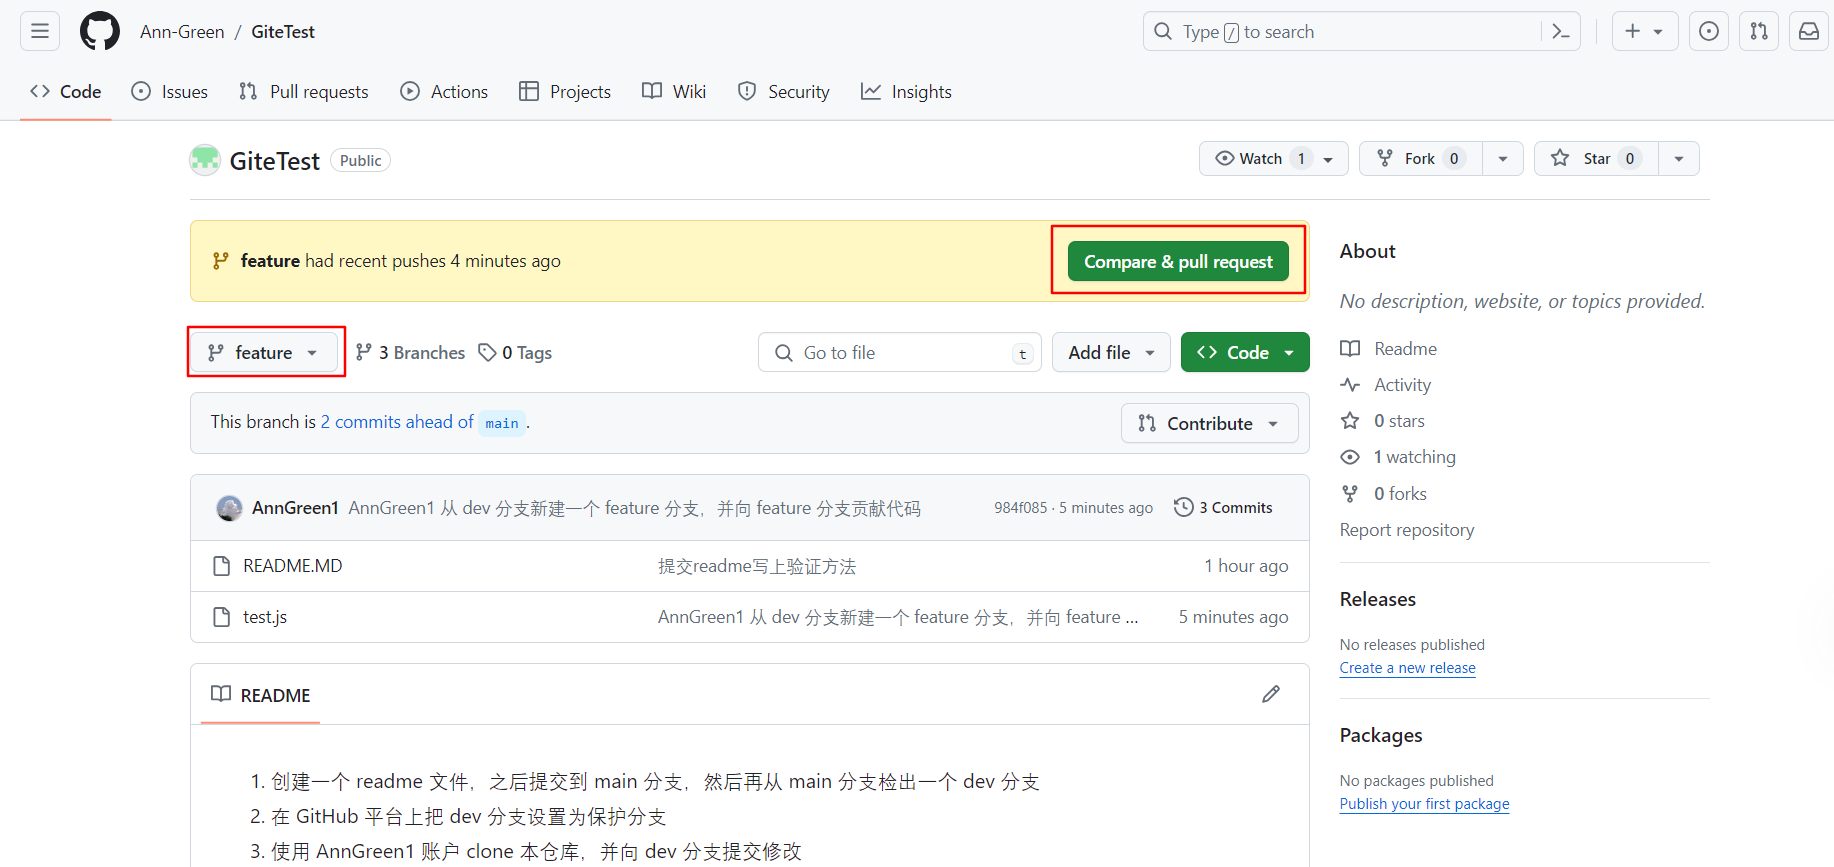 Ann-Green / GiteTest
Type / to search
Code Issues Pull requests Actions Projects Wiki Security Insights
GiteTest Public
Watch 1 Fork 0 Star 0
feature had recent pushes 4 minutes ago
Compare & pull request
feature 3 Branches 0 Tags
Go to file t
Add file
Code
This branch is 2 commits ahead of main .
Contribute
AnnGreen1 AnnGreen1 从 dev 分支新建一个 feature 分支，并向 feature 分支贡献代码 984f085 · 5 minutes ago 3 Commits
README.MD 提交readme写上验证方法 1 hour ago
test.js AnnGreen1 从 dev 分支新建一个 feature 分支，并向 feature ... 5 minutes ago
README
1. 创建一个 readme 文件，之后提交到 main 分支，然后再从 main 分支检出一个 dev 分支
2. 在 GitHub 平台上把 dev 分支设置为保护分支
3. 使用 AnnGreen1 账户 clone 本仓库，并向 dev 分支提交修改
About
No description, website, or topics provided.
Readme
Activity
0 stars
1 watching
0 forks
Report repository
Releases
No releases published
Create a new release
Packages
No packages published
Publish your first package